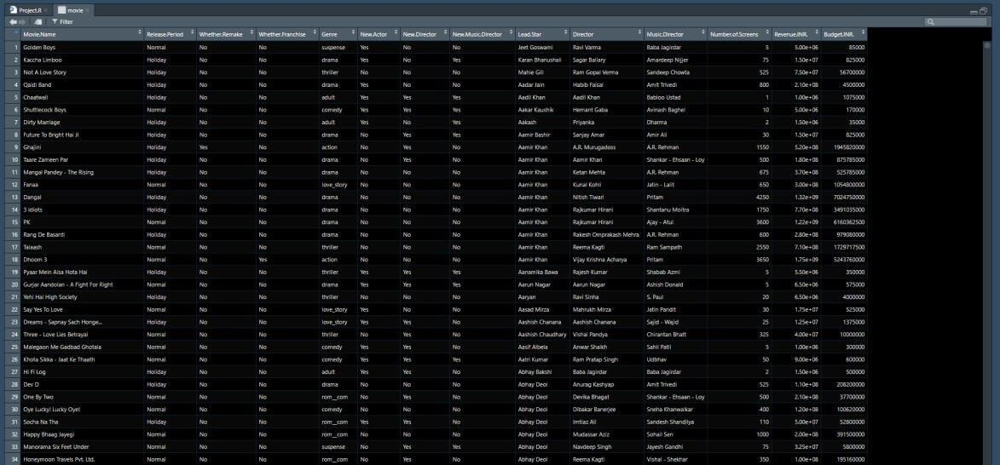 Project.R × movie ×
Filter
Movie.Name Release.Period Whether.Remake Whether.Franchise Genre New.Actor New.Director New.Music.Director Lead.Star Director Music.Director Number.of.Screens Revenue.INR. Budget.INR.
1 Golden Boys Normal No No suspense Yes No No Jeet Goswami Ravi Varma Baba Jagirdar 5 5.00e+06 85000
2 Kaccha Limboo Holiday No No drama Yes No Yes Karan Bhanushali Sagar Ballary Amardeep Nijjer 75 1.50e+07 825000
3 Not A Love Story Holiday No No thriller No No No Mahie Gill Ram Gopal Verma Sandeep Chowta 525 7.50e+07 56700000
4 Qaidi Band Holiday No No drama Yes No No Aadar Jain Habib Faisal Amit Trivedi 800 2.10e+08 4500000
5 Chaatwali Holiday No No adult Yes Yes Yes Aadil Khan Aadil Khan Babloo Ustad 1 1.00e+06 1075000
6 Shuttlecock Boys Normal No No comedy Yes Yes Yes Aakar Kaushik Hemant Gaba Avinash Baghel 10 5.00e+06 170000
7 Dirty Marriage Normal No No adult Yes No Yes Aakash Priyanka Dharma 2 1.50e+06 35000
8 Future To Bright Hai Ji Normal No No drama No Yes Yes Aamir Bashir Sanjay Amar Amir Ali 30 1.50e+07 825000
9 Ghajini Holiday Yes No action No Yes No Aamir Khan A.R. Murugadoss A.R. Rehman 1550 5.20e+08 1945820000
10 Taare Zameen Par Holiday No No drama No Yes No Aamir Khan Aamir Khan Shankar - Ehsaan - Loy 500 1.80e+08 875785000
11 Mangal Pandey - The Rising Holiday No No drama No No No Aamir Khan Ketan Mehta A.R. Rehman 675 3.70e+08 525785000
12 Fanaa Normal No No love_story No No No Aamir Khan Kunal Kohli Jatin - Lalit 650 3.00e+08 1054800000
13 Dangal Holiday No No drama No No No Aamir Khan Nitish Tiwari Pritam 4250 1.32e+09 7024750000
14 3 Idiots Holiday No No drama No No No Aamir Khan Rajkumar Hirani Shantanu Moitra 1750 7.70e+08 3491035000
15 PK Normal No No drama No No No Aamir Khan Rajkumar Hirani Ajay - Atul 3600 1.22e+09 6160362500
16 Rang De Basanti Holiday No No drama No No No Aamir Khan Rakesh Omprakash Mehra A.R. Rehman 600 2.80e+08 979080000
17 Talaash Normal No No thriller No No No Aamir Khan Reema Kagti Ram Sampath 2550 7.10e+08 1729717500
18 Dhoom 3 Normal No Yes action No No No Aamir Khan Vijay Krishna Acharya Pritam 3650 1.75e+09 5243760000
19 Pyaar Mein Aisa Hota Hai Holiday No No thriller Yes Yes Yes Aanamika Bawa Rajesh Kumar Shabab Azmi 5 5.50e+06 350000
20 Gurjar Aandolan - A Fight For Right Normal No No drama Yes Yes Yes Aarun Nagar Aarun Nagar Ashish Donald 5 6.50e+06 575000
21 Yehi Hai High Society Holiday No No thriller No No No Aaryan Ravi Sinha S. Paul 20 6.50e+06 4000000
22 Say Yes To Love Normal No No love_story No No No Aasad Mirza Mahrukh Mirza Jatin Pandit 30 1.75e+07 525000
23 Dreams - Sapnay Sach Honge... Holiday No No love_story Yes Yes No Aashish Chanana Aashish Chanana Sajid - Wajid 25 1.25e+07 1375000
24 Three - Love Lies Betrayal Normal No No thriller No Yes No Aashish Chaudhary Vishal Pandya Chirantan Bhatt 325 4.00e+07 10000000
25 Malegaon Me Gadbad Ghotala Normal No No comedy Yes Yes No Aasif Albela Anwar Shaikh Sahil Patil 5 1.00e+06 300000
26 Khota Sikka - Jaat Ke Thaath Normal No No comedy Yes Yes No Aatri Kumar Ram Pratap Singh Udbhav 50 9.00e+06 600000
27 Hi Fi Log Holiday No No adult Yes Yes No Abhay Bakshi Baba Jagirdar Baba Jagirdar 2 1.50e+06 500000
28 Dev D Holiday No No drama No No No Abhay Deol Anurag Kashyap Amit Trivedi 525 1.10e+08 208200000
29 One By Two Normal No No rom__com No Yes No Abhay Deol Devika Bhagat Shankar - Ehsaan - Loy 500 2.10e+08 37700000
30 Oye Lucky! Lucky Oye! Normal No No comedy No No No Abhay Deol Dibakar Banerjee Sneha Khanwalkar 400 1.20e+08 100620000
31 Socha Na Tha Holiday No No rom__com Yes Yes No Abhay Deol Imtiaz Ali Sandesh Shandilya 110 5.00e+07 52800000
32 Happy Bhaag Jayegi Normal No No rom__com No No No Abhay Deol Mudassar Aziz Sohail Sen 1000 2.00e+08 391500000
33 Manorama Six Feet Under Normal No No suspense No Yes Yes Abhay Deol Navdeep Singh Jayesh Gandhi 75 3.25e+07 5800000
34 Honeymoon Travels Pvt. Ltd. Normal No No rom__com No Yes No Abhay Deol Reema Kagti Vishal - Shekhar 350 1.00e+08 195160000